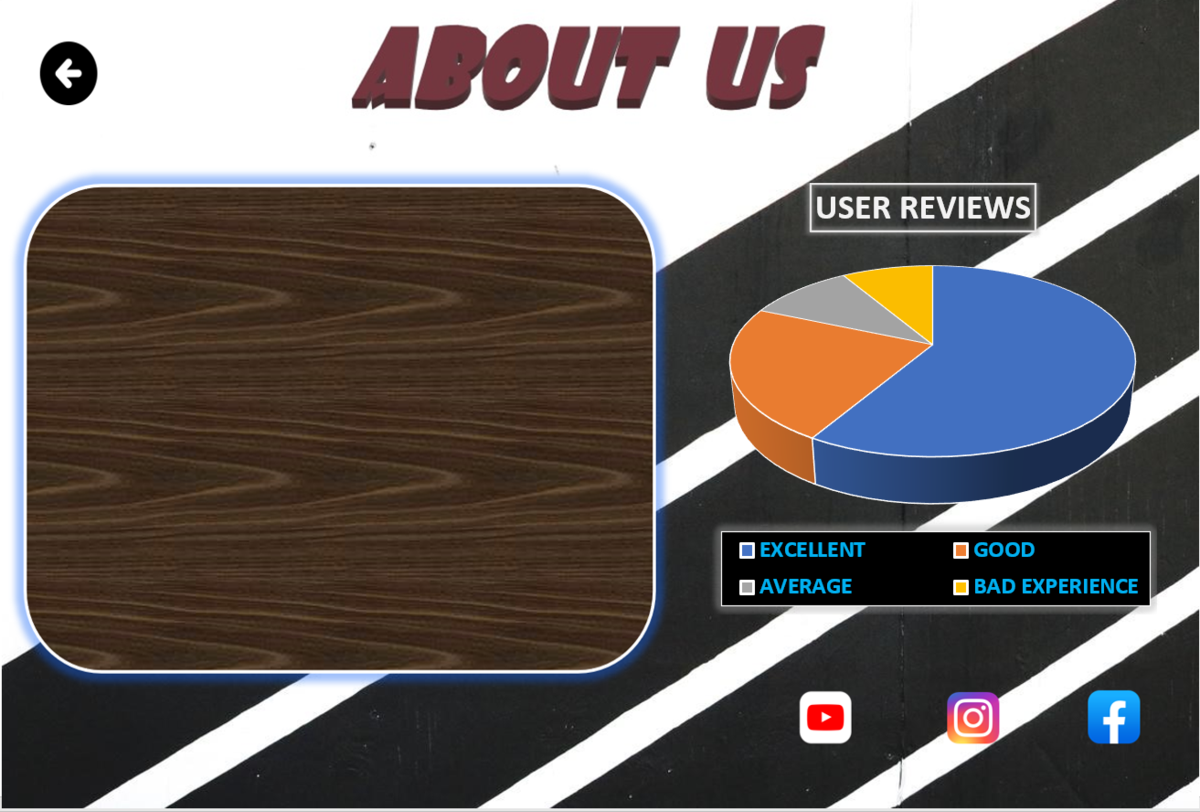 ABOUT US
USER REVIEWS
EXCELLENT
GOOD
AVERAGE
BAD EXPERIENCE